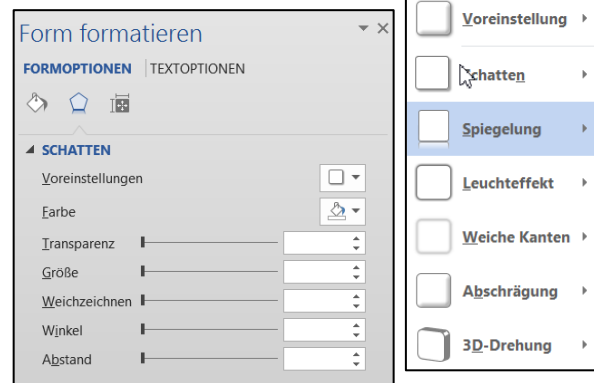 Form formatieren
FORMOPTIONEN TEXTOPTIONEN
SCHATTEN
Voreinstellungen
Farbe
Transparenz
Größe
Weichzeichnen
Winkel
Abstand
Voreinstellung
Schatten
Spiegelung
Leuchteffekt
Weiche Kanten
Abschrägung
3D-Drehung